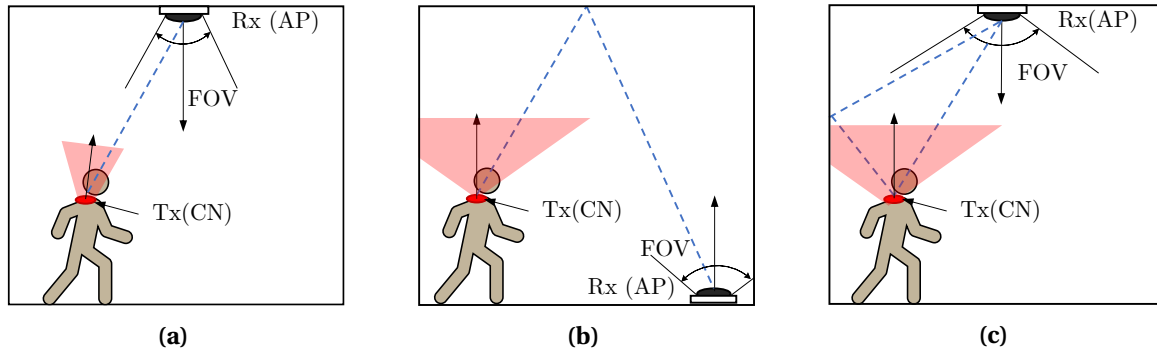 Rx (AP)
FOV
Tx(CN)
(a)
Tx(CN)
FOV
Rx (AP)
(b)
Rx(AP)
FOV
Tx(CN)
(c)